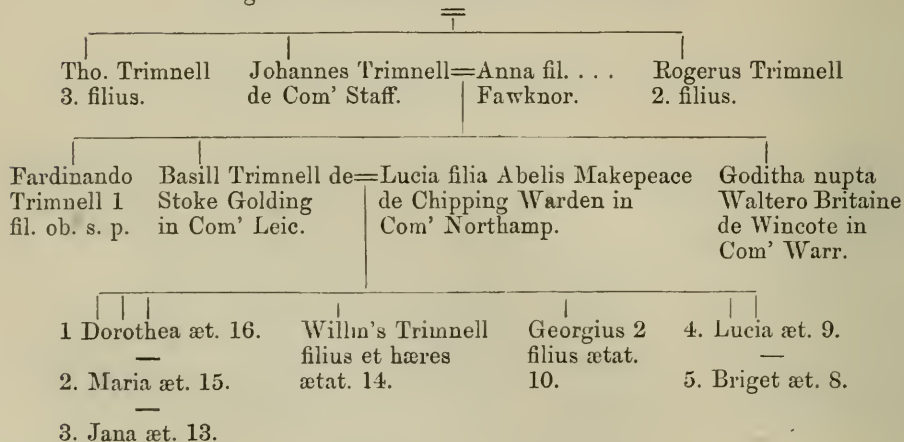 Tho. Trimnell
3. filius.
Johannes Trimnell=Anna fil. . . .
de Com' Staff. Fawknor.
Rogerus Trimnell
2. filius.
Fardinando
Trimnell 1
fil. ob. s. p.
Basill Trimnell de=Lucia filia Abelis Makepeace
Stoke Golding de Chipping Warden in
in Com' Leic. Com' Northamp.
Goditha nupta
Waltero Britaine
de Wincote in
Com' Warr.
1 Dorothea æt. 16.
2. Maria æt. 15.
3. Jana æt. 13.
Willm's Trimnell
filius et hæres
ætat. 14.
Georgius 2
filius ætat.
10.
4. Lucia æt. 9.
5. Briget æt. 8.